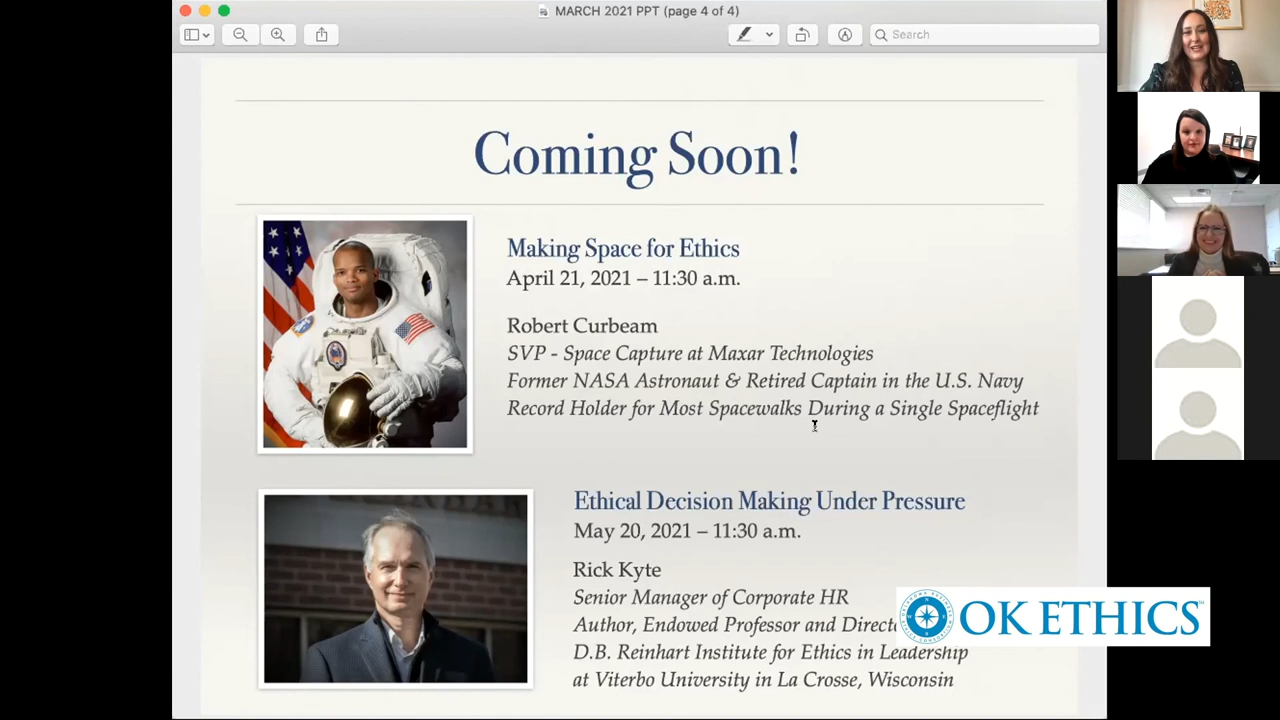 MARCH 2021 PPT (page 4 of 4)
Search
Coming Soon!
Making Space for Ethics
April 21, 2021 – 11:30 a.m.
Robert Curbeam
SVP - Space Capture at Maxar Technologies
Former NASA Astronaut & Retired Captain in the U.S. Navy
Record Holder for Most Spacewalks During a Single Spaceflight
Ethical Decision Making Under Pressure
May 20, 2021 – 11:30 a.m.
Rick Kyte
Senior Manager of Corporate HR
Author, Endowed Professor and
D.B. Reinhart Institute for Ethics in Leadership
at Viterbo University in La Crosse, Wisconsin
OK ETHICS